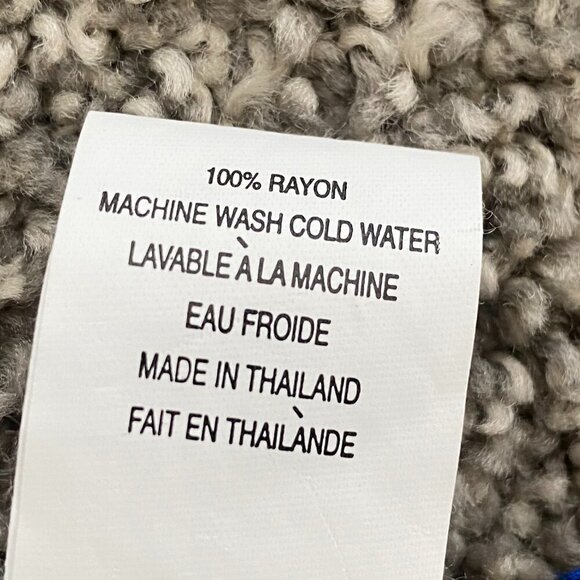 100% RAYON
MACHINE WASH COLD WATER
LAVABLE À LA MACHINE
EAU FROIDE
MADE IN THAILAND
FAIT EN THAILÀNDE